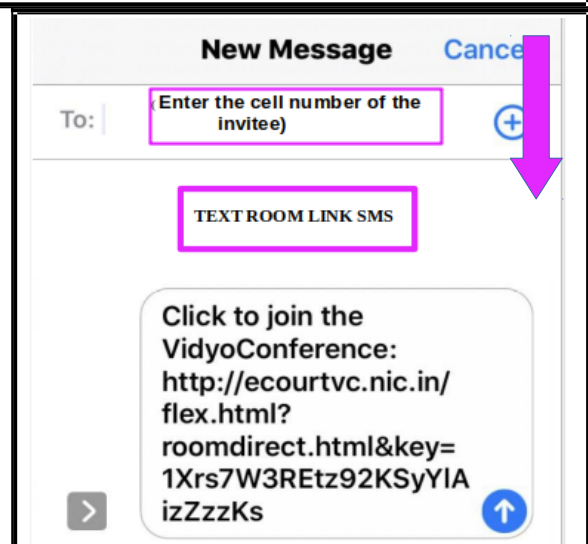 New Message Cance
To: (Enter the cell number of the
invitee)
TEXT ROOM LINK SMS
Click to join the
VidyoConference:
http://ecourtvc.nic.in/
flex.html?
roomdirect.html&key=
1Xrs7W3REtz92KSyYlA
izZzzKs